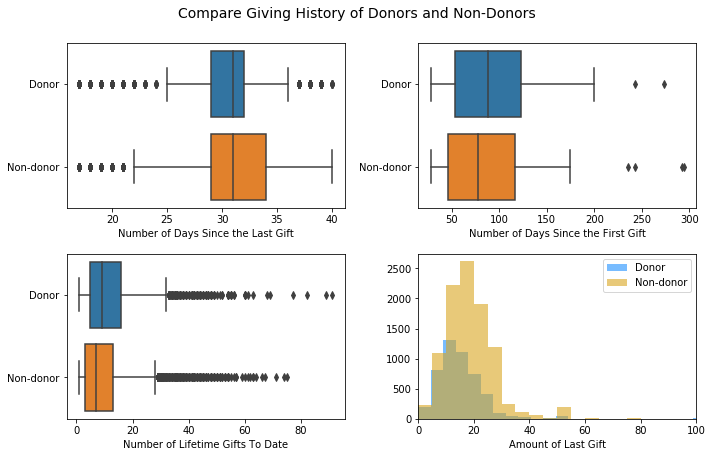 Compare Giving History of Donors and Non-Donors
Donor
Non-donor
20 25 30 35 40
Number of Days Since the Last Gift
Donor
Non-donor
50 100 150 200 250 300
Number of Days Since the First Gift
Donor
Non-donor
0 20 40 60 80
Number of Lifetime Gifts To Date
Donor
Non-donor
2500
2000
1500
1000
500
0
0 20 40 60 80 100
Amount of Last Gift